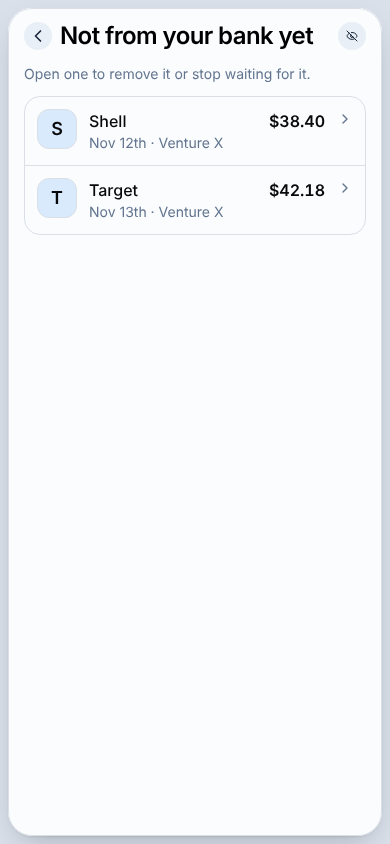 Not from your bank yet
Open one to remove it or stop waiting for it.
S
Shell
$38.40
Nov 12th · Venture X
T
Target
$42.18
Nov 13th · Venture X